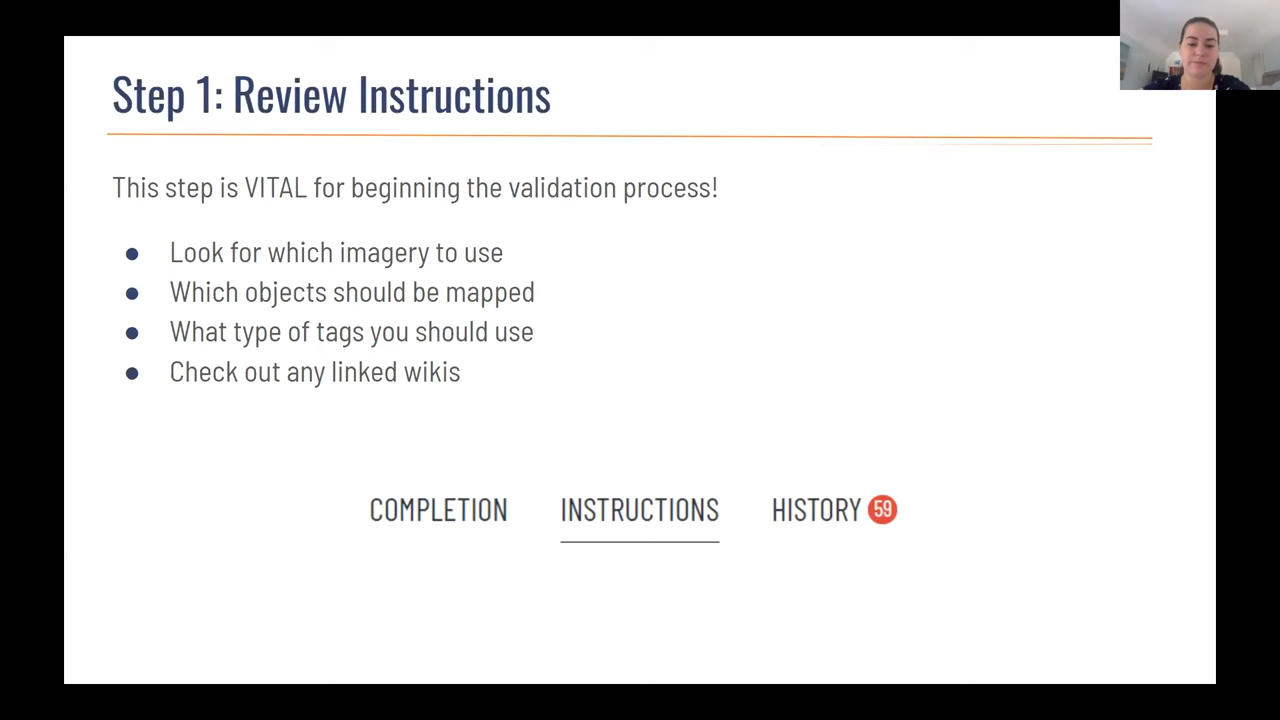 Step 1: Review Instructions
This step is VITAL for beginning the validation process!
● Look for which imagery to use
● Which objects should be mapped
● What type of tags you should use
● Check out any linked wikis
COMPLETION INSTRUCTIONS HISTORY 59